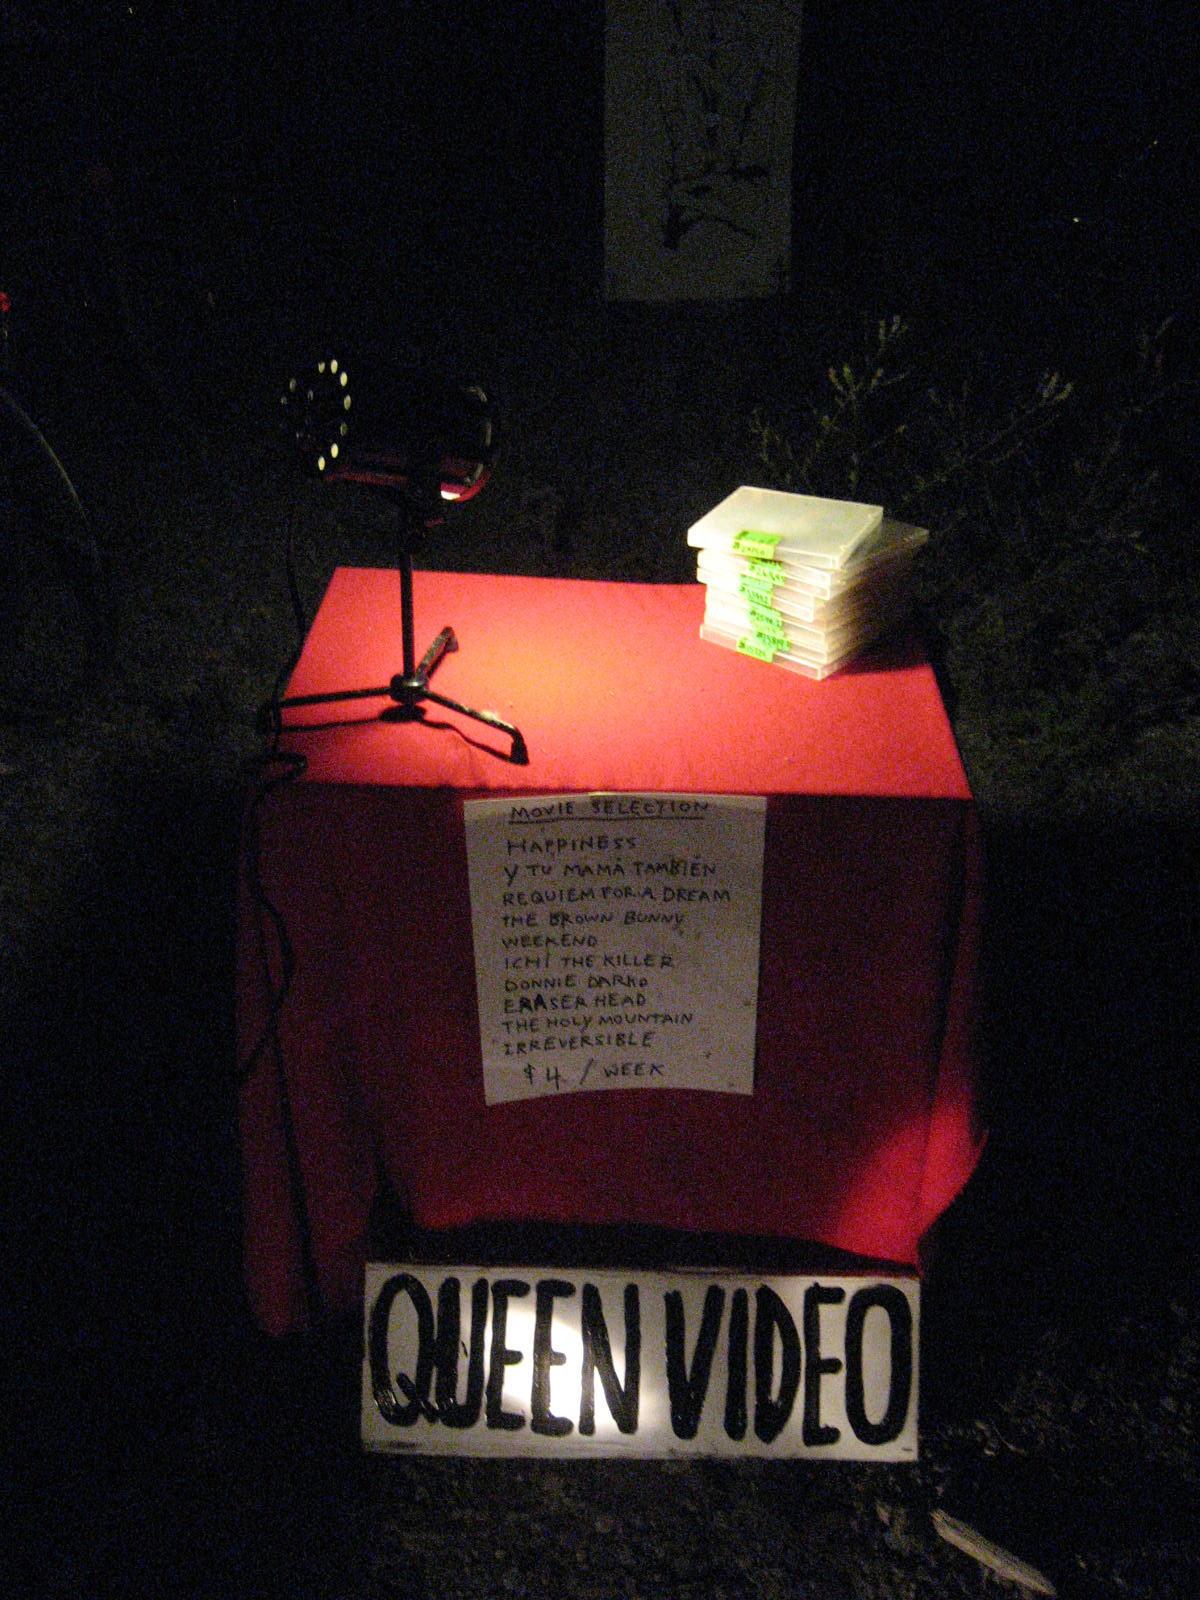 MOVIE SELECTION
HAPPINESS
Y TU MAMÁ TAMBIÉN
REQUIEM FOR A DREAM
THE BROWN BUNNY
WEEKEND
ICHI THE KILLER
DONNIE DARKO
ERASER HEAD
THE HOLY MOUNTAIN
IRREVERSIBLE
$4 / WEEK
QUEEN VIDEO